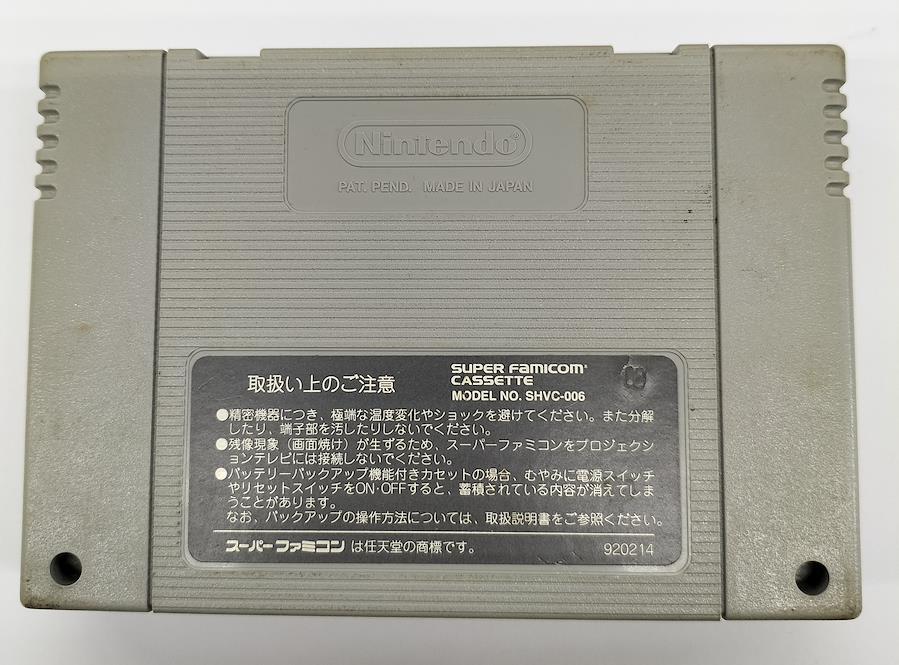 Nintendo®
PAT. PEND. MADE IN JAPAN
取扱い上のご注意
SUPER FAMICOM®
CASSETTE
MODEL NO. SHVC-006
●精密機器につき、極端な温度変化やショックを避けてください。また分解
したり、端子部を汚したりしないでください。
●残像現象（画面焼け）が生ずるため、スーパーファミコンをプロジェクシ
ョンテレビには接続しないでください。
●バッテリーバックアップ機能付きカセットの場合、むやみに電源スイッチ
やリセットスイッチをON·OFFすると、蓄積されている内容が消えてしま
うことがあります。
なお、バックアップの操作方法については、取扱説明書をご参照ください。
スーパーファミコン は任天堂の商標です。
920214